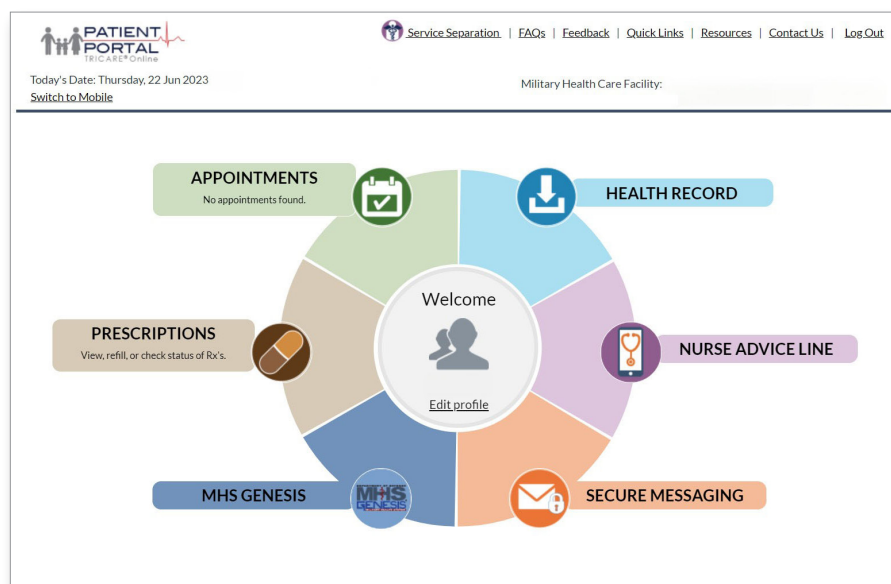 PATIENT
PORTAL
TRICARE® Online
Service Separation | FAQs | Feedback | Quick Links | Resources | Contact Us | Log Out
Today's Date: Thursday, 22 Jun 2023
Military Health Care Facility:
Switch to Mobile
APPOINTMENTS
No appointments found.
HEALTH RECORD
Welcome
PRESCRIPTIONS
View, refill, or check status of Rx's.
NURSE ADVICE LINE
Edit profile
MHS GENESIS
MHS
GENESIS
SECURE MESSAGING